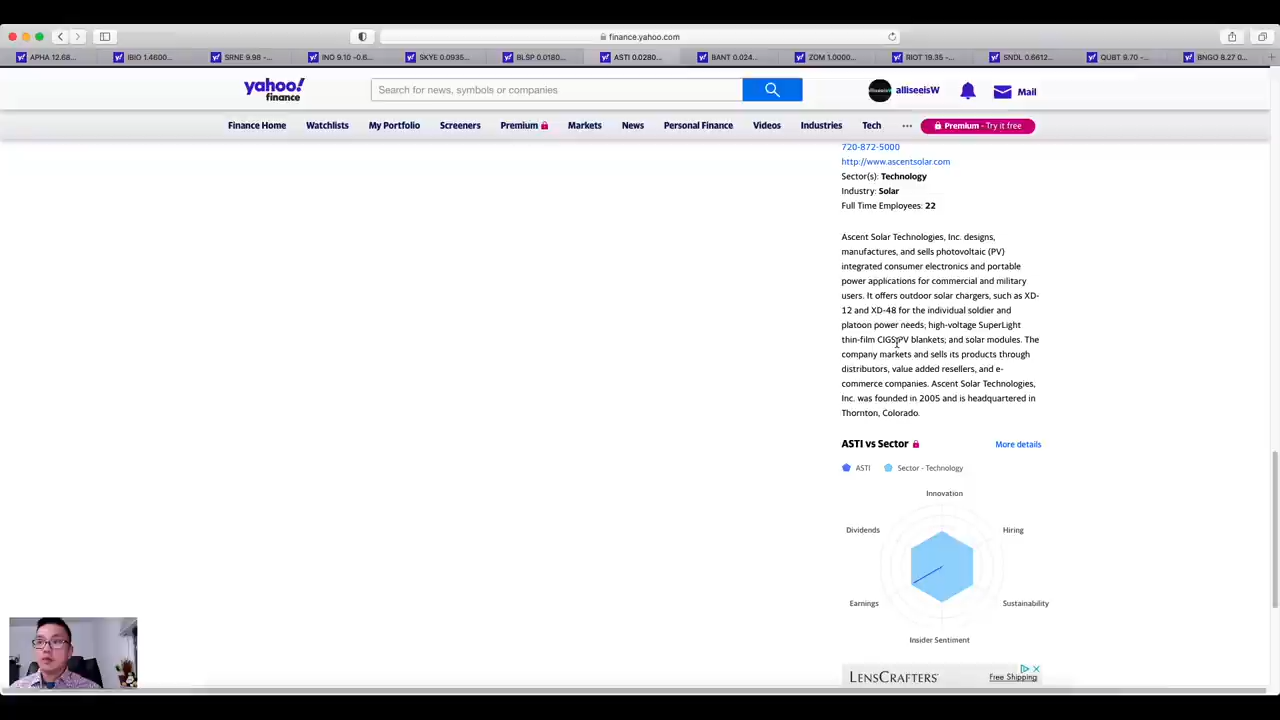 finance.yahoo.com
APHA 12.68...
IBIO 1.4600...
SRNE 9.98 -...
INO 9.10 -0.6...
SKYE 0.0935...
BLSP 0.0180...
ASTI 0.0280...
BANT 0.024...
ZOM 1.0000...
RIOT 19.35 -...
SNDL 0.6612...
QUBT 9.70 -...
BNGO 8.27 0...
yahoo!
finance
Search for news, symbols or companies
alliseeisW
Mail
Finance Home
Watchlists
My Portfolio
Screeners
Premium
Markets
News
Personal Finance
Videos
Industries
Tech
...
Premium - Try it free
720-872-5000
http://www.ascentsolar.com
Sector(s): Technology
Industry: Solar
Full Time Employees: 22
Ascent Solar Technologies, Inc. designs,
manufactures, and sells photovoltaic (PV)
integrated consumer electronics and portable
power applications for commercial and military
users. It offers outdoor solar chargers, such as XD-
12 and XD-48 for the individual soldier and
platoon power needs; high-voltage SuperLight
thin-film CIGS PV blankets; and solar modules. The
company markets and sells its products through
distributors, value added resellers, and e-
commerce companies. Ascent Solar Technologies,
Inc. was founded in 2005 and is headquartered in
Thornton, Colorado.
ASTI vs Sector
More details
ASTI
Sector - Technology
Innovation
Dividends
Hiring
Earnings
Sustainability
Insider Sentiment
LENSCRAFTERS
Free Shipping